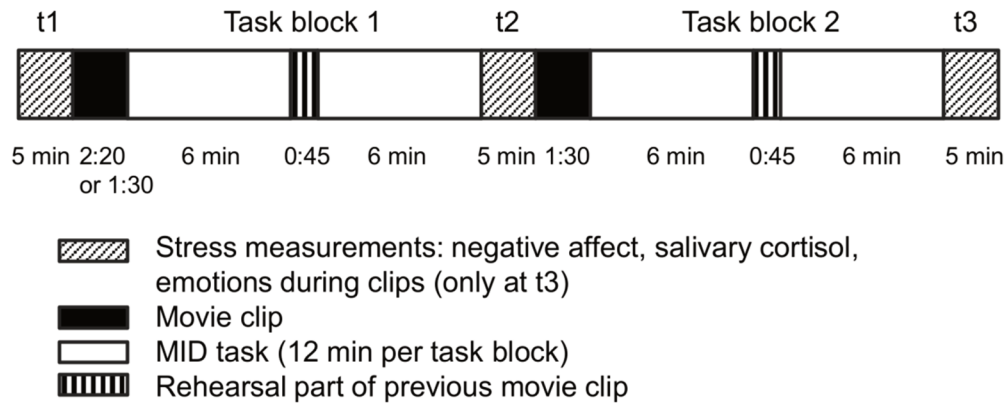 t1 Task block 1 t2 Task block 2 t3
5 min 2:20 6 min 0:45 6 min 5 min 1:30 6 min 0:45 6 min 5 min
or 1:30
Stress measurements: negative affect, salivary cortisol,
emotions during clips (only at t3)
Movie clip
MID task (12 min per task block)
Rehearsal part of previous movie clip